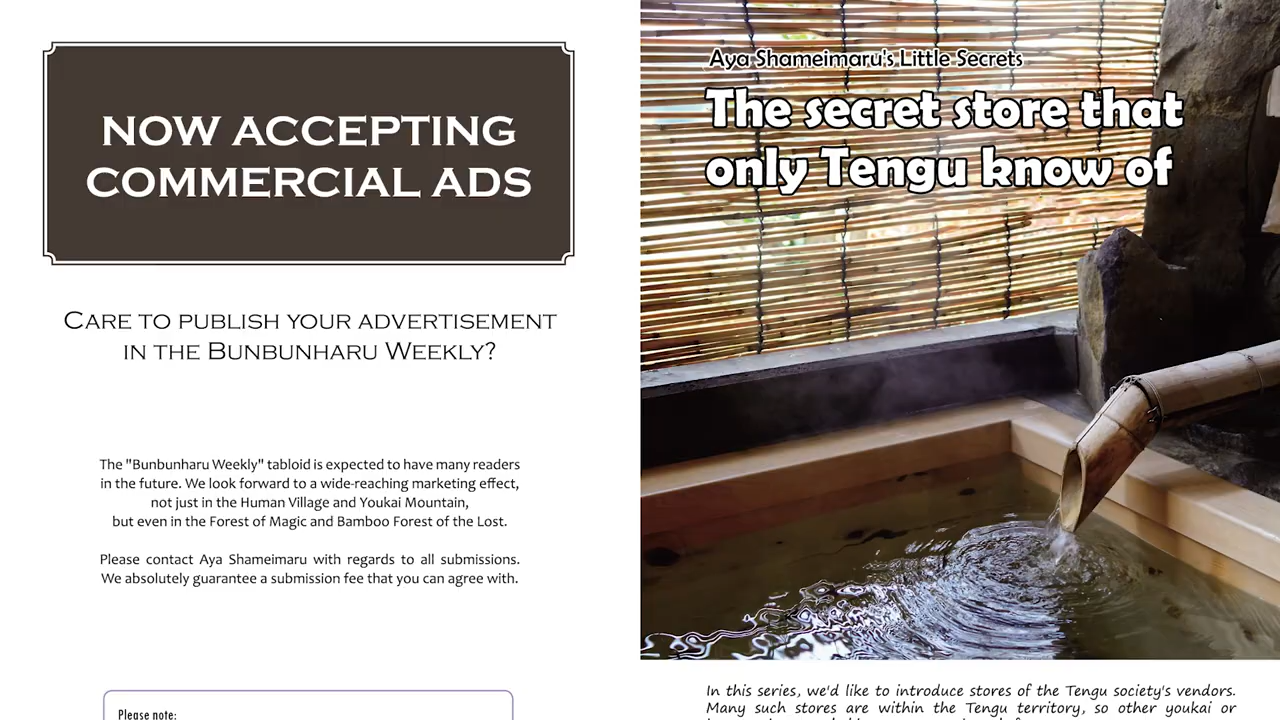 NOW ACCEPTING
COMMERCIAL ADS
CARE TO PUBLISH YOUR ADVERTISEMENT
IN THE BUNBUNHARU WEEKLY?
The "Bunbunharu Weekly" tabloid is expected to have many readers
in the future. We look forward to a wide-reaching marketing effect,
not just in the Human Village and Youkai Mountain,
but even in the Forest of Magic and Bamboo Forest of the Lost.
Please contact Aya Shameimaru with regards to all submissions.
We absolutely guarantee a submission fee that you can agree with.
Please note:
Aya Shameimaru's Little Secrets
The secret store that
only Tengu know of
In this series, we'd like to introduce stores of the Tengu society's vendors.
Many such stores are within the Tengu territory, so other youkai or